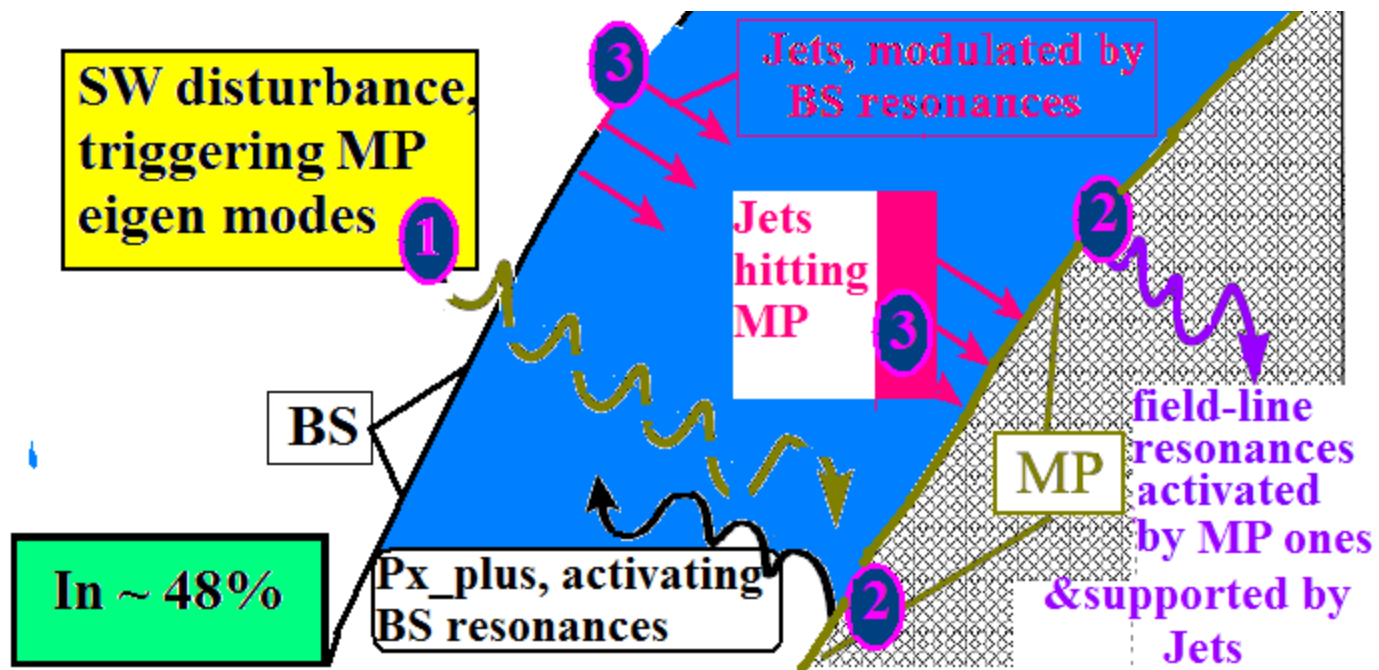 SW disturbance,
triggering MP
eigen modes
1
3
Jets, modulated by
BS resonances
2
Jets
hitting
MP
3
BS
MP
field-line
resonances
activated
by MP ones
&supported by
Jets
In ~ 48%
Px_plus, activating
BS resonances
2